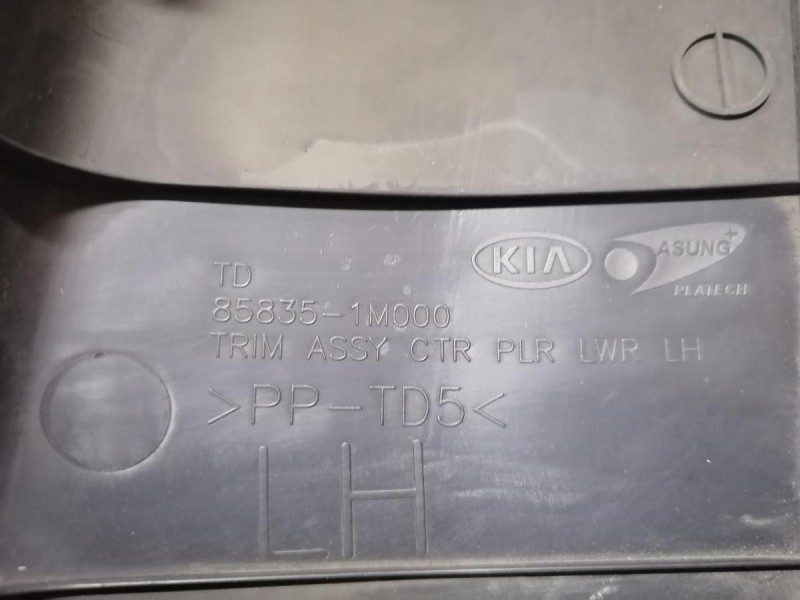 KIA
ASUNG+
PLATECH
TD
85835-1M000
TRIM ASSY CTR PLR LWR LH
>PP-TD5<
LH